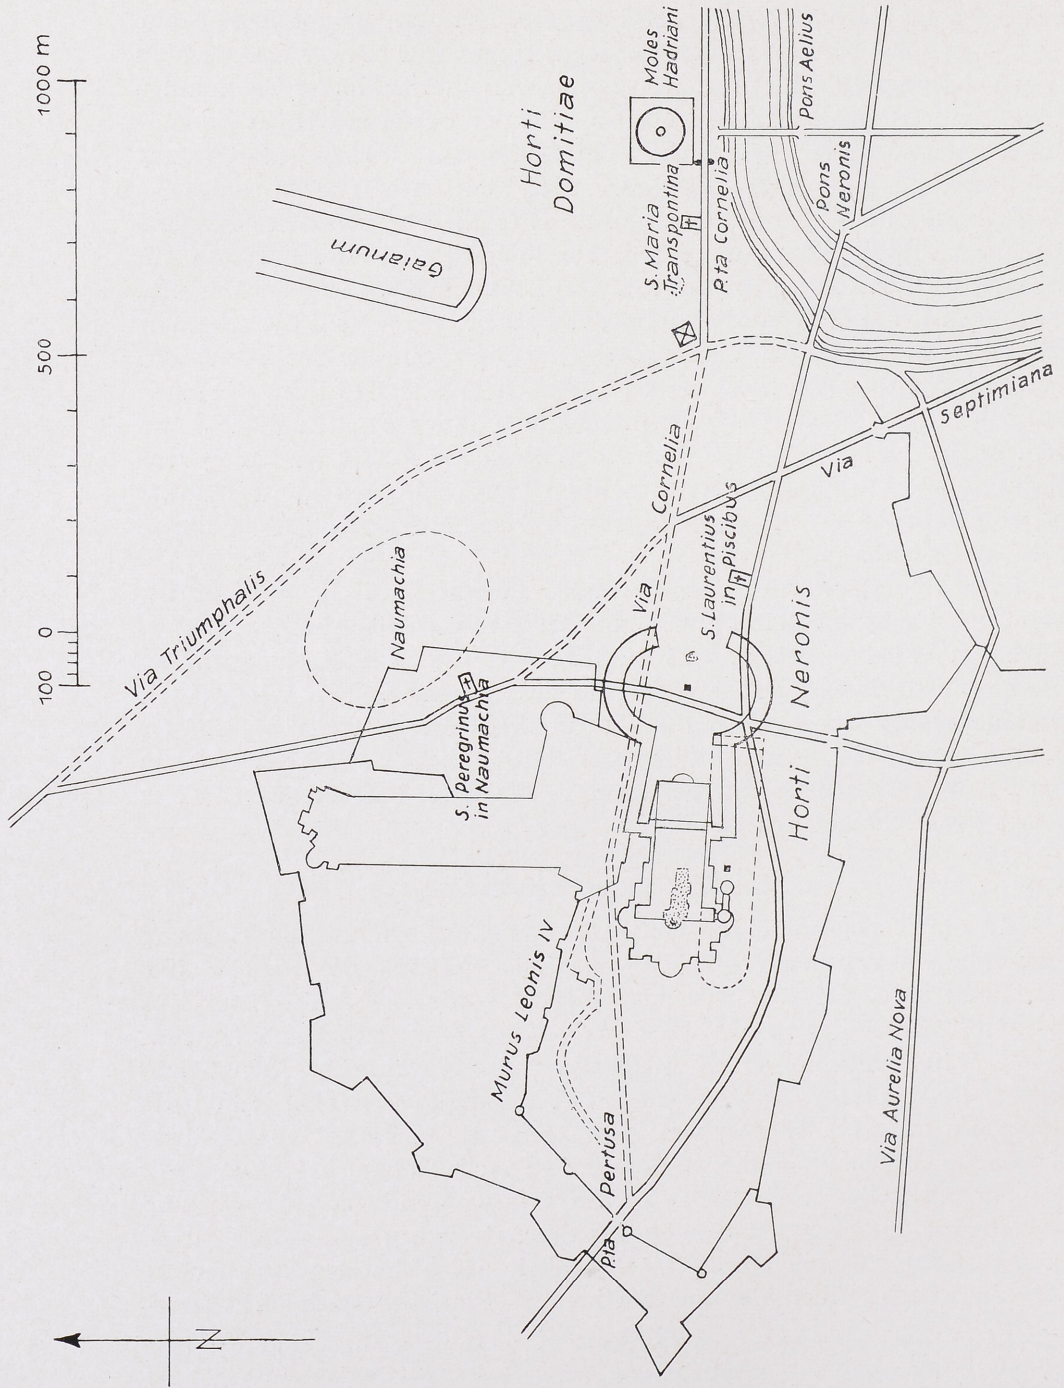 1000 m
500
0
100
N
Via Triumphalis
Naumachia
Gaianum
Horti
Domitiae
Moles
Hadriani
S. Maria
Transpontina
P.ta Cornelia
Pons Aelius
Pons
Neronis
Via Cornelia
S. Peregrinus
in Naumachia
S. Laurentius
in Piscibus
Via Septimiana
Horti Neronis
Murus Leonis IV
P.ta Pertusa
Via Aurelia Nova